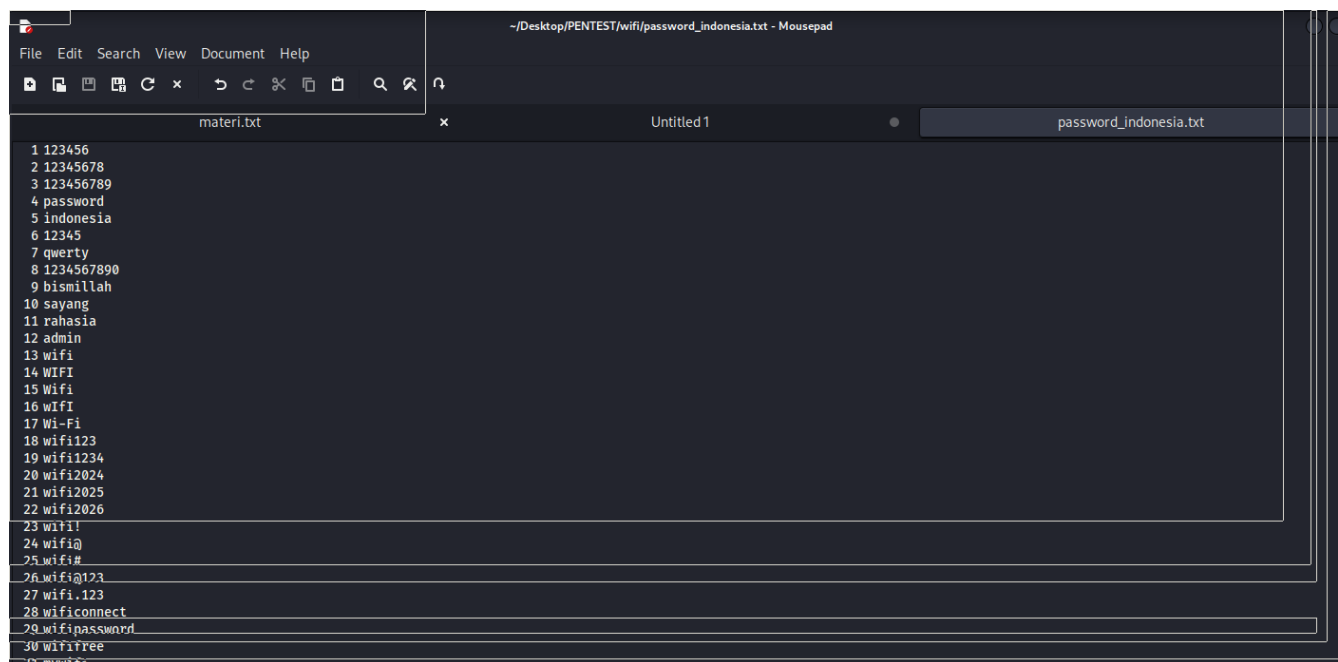 ~/Desktop/PENTEST/wifi/password_indonesia.txt - Mousepad
File Edit Search View Document Help
materi.txt Untitled 1 password_indonesia.txt
1 123456
2 12345678
3 123456789
4 password
5 indonesia
6 12345
7 qwerty
8 1234567890
9 bismillah
10 sayang
11 rahasia
12 admin
13 wifi
14 WIFI
15 Wifi
16 wIfI
17 Wi-Fi
18 wifi123
19 wifi1234
20 wifi2024
21 wifi2025
22 wifi2026
23 wifi!
24 wifi@
25 wifi#
26 wifi@123
27 wifi.123
28 wificonnect
29 wifipassword
30 wififree